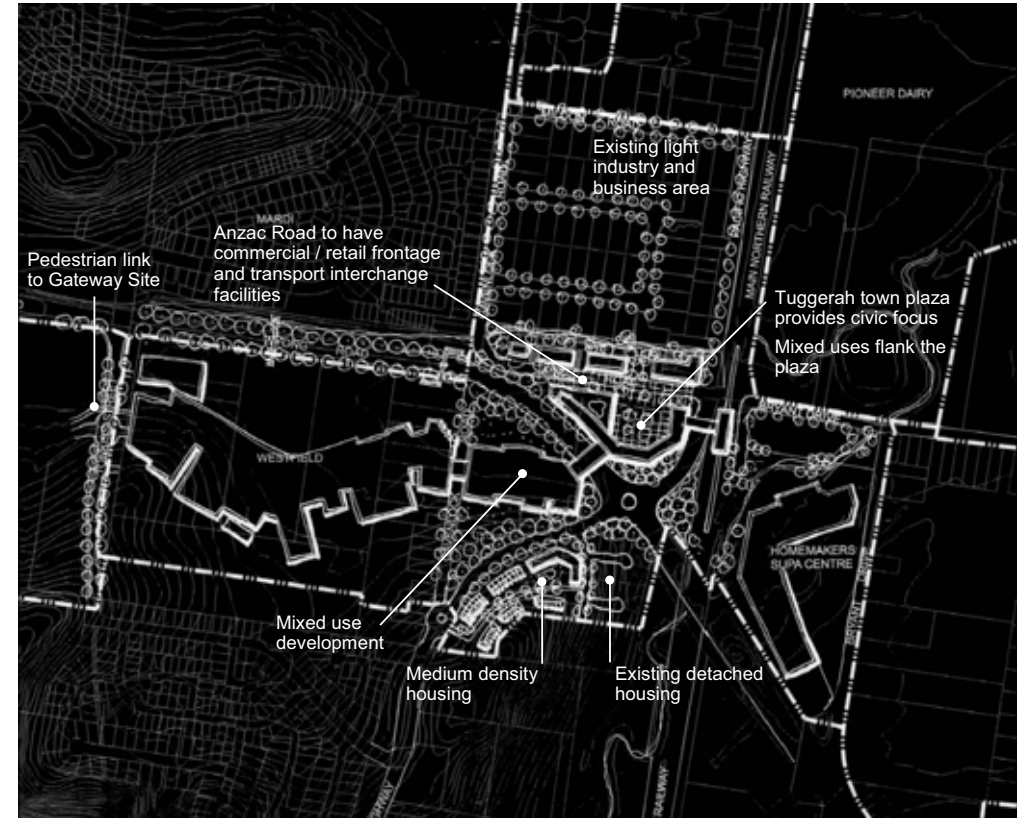 PIONEER DAIRY
Existing light
industry and
business area
MARDI
Anzac Road to have
commercial / retail frontage
and transport interchange
facilities
Pedestrian link
to Gateway Site
MAIN NORTHERN RAILWAY
PACIFIC HIGHWAY
Tuggerah town plaza
provides civic focus
Mixed uses flank the
plaza
WESTFIELD
HOMEMAKERS
SUPA CENTRE
Mixed use
development
Medium density
housing
Existing detached
housing
RAILWAY